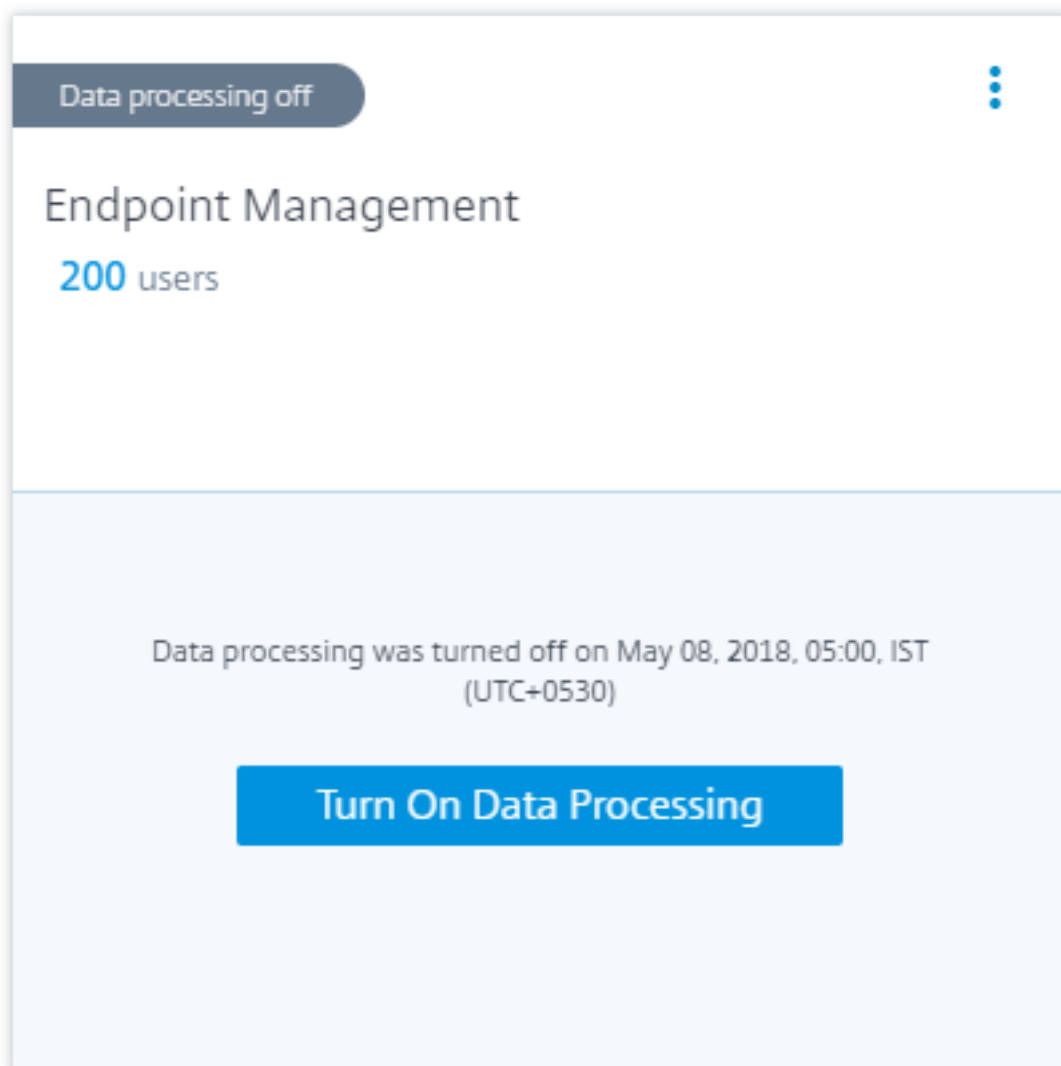 Data processing off
Endpoint Management
200 users
Data processing was turned off on May 08, 2018, 05:00, IST
(UTC+0530)
Turn On Data Processing